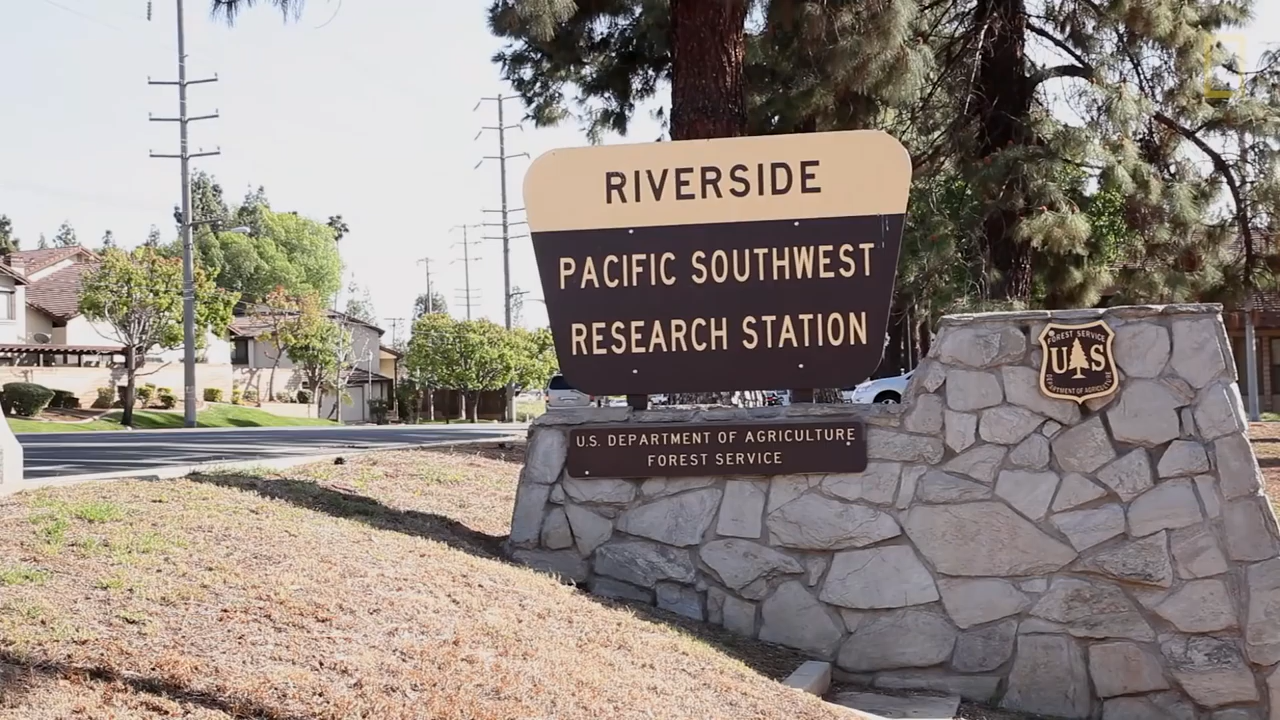 RIVERSIDE
PACIFIC SOUTHWEST
RESEARCH STATION
FOREST SERVICE
U S
DEPARTMENT OF AGRICULTURE
U.S. DEPARTMENT OF AGRICULTURE
FOREST SERVICE